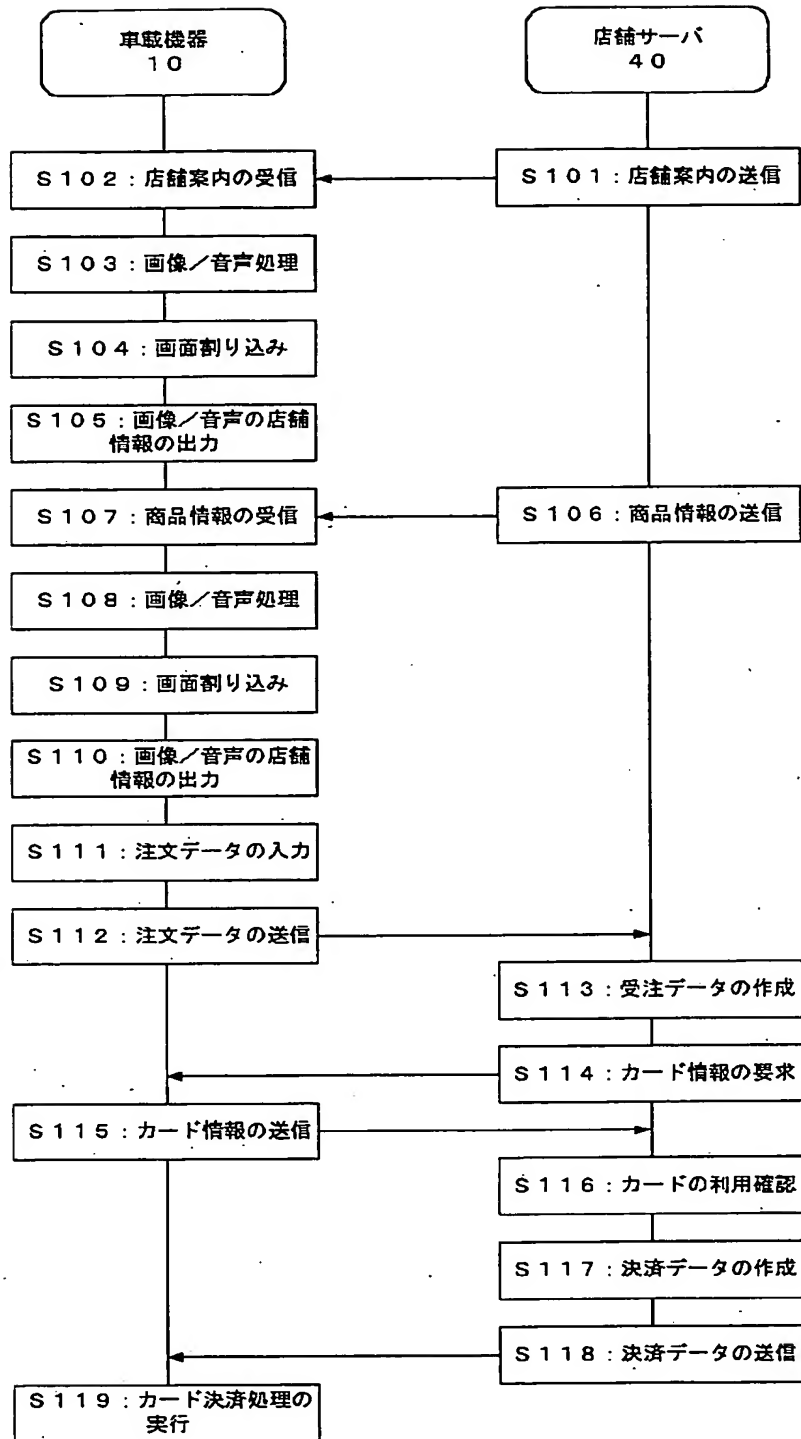 車載機器
10
店舗サーバ
40
S102:店舗案内の受信
S101:店舗案内の送信
S103:画像/音声処理
S104:画面割り込み
S105:画像/音声の店舗
情報の出力
S107:商品情報の受信
S106:商品情報の送信
S108:画像/音声処理
S109:画面割り込み
S110:画像/音声の店舗
情報の出力
S111:注文データの入力
S112:注文データの送信
S113:受注データの作成
S114:カード情報の要求
S115:カード情報の送信
S116:カードの利用確認
S117:決済データの作成
S118:決済データの送信
S119:カード決済処理の
実行